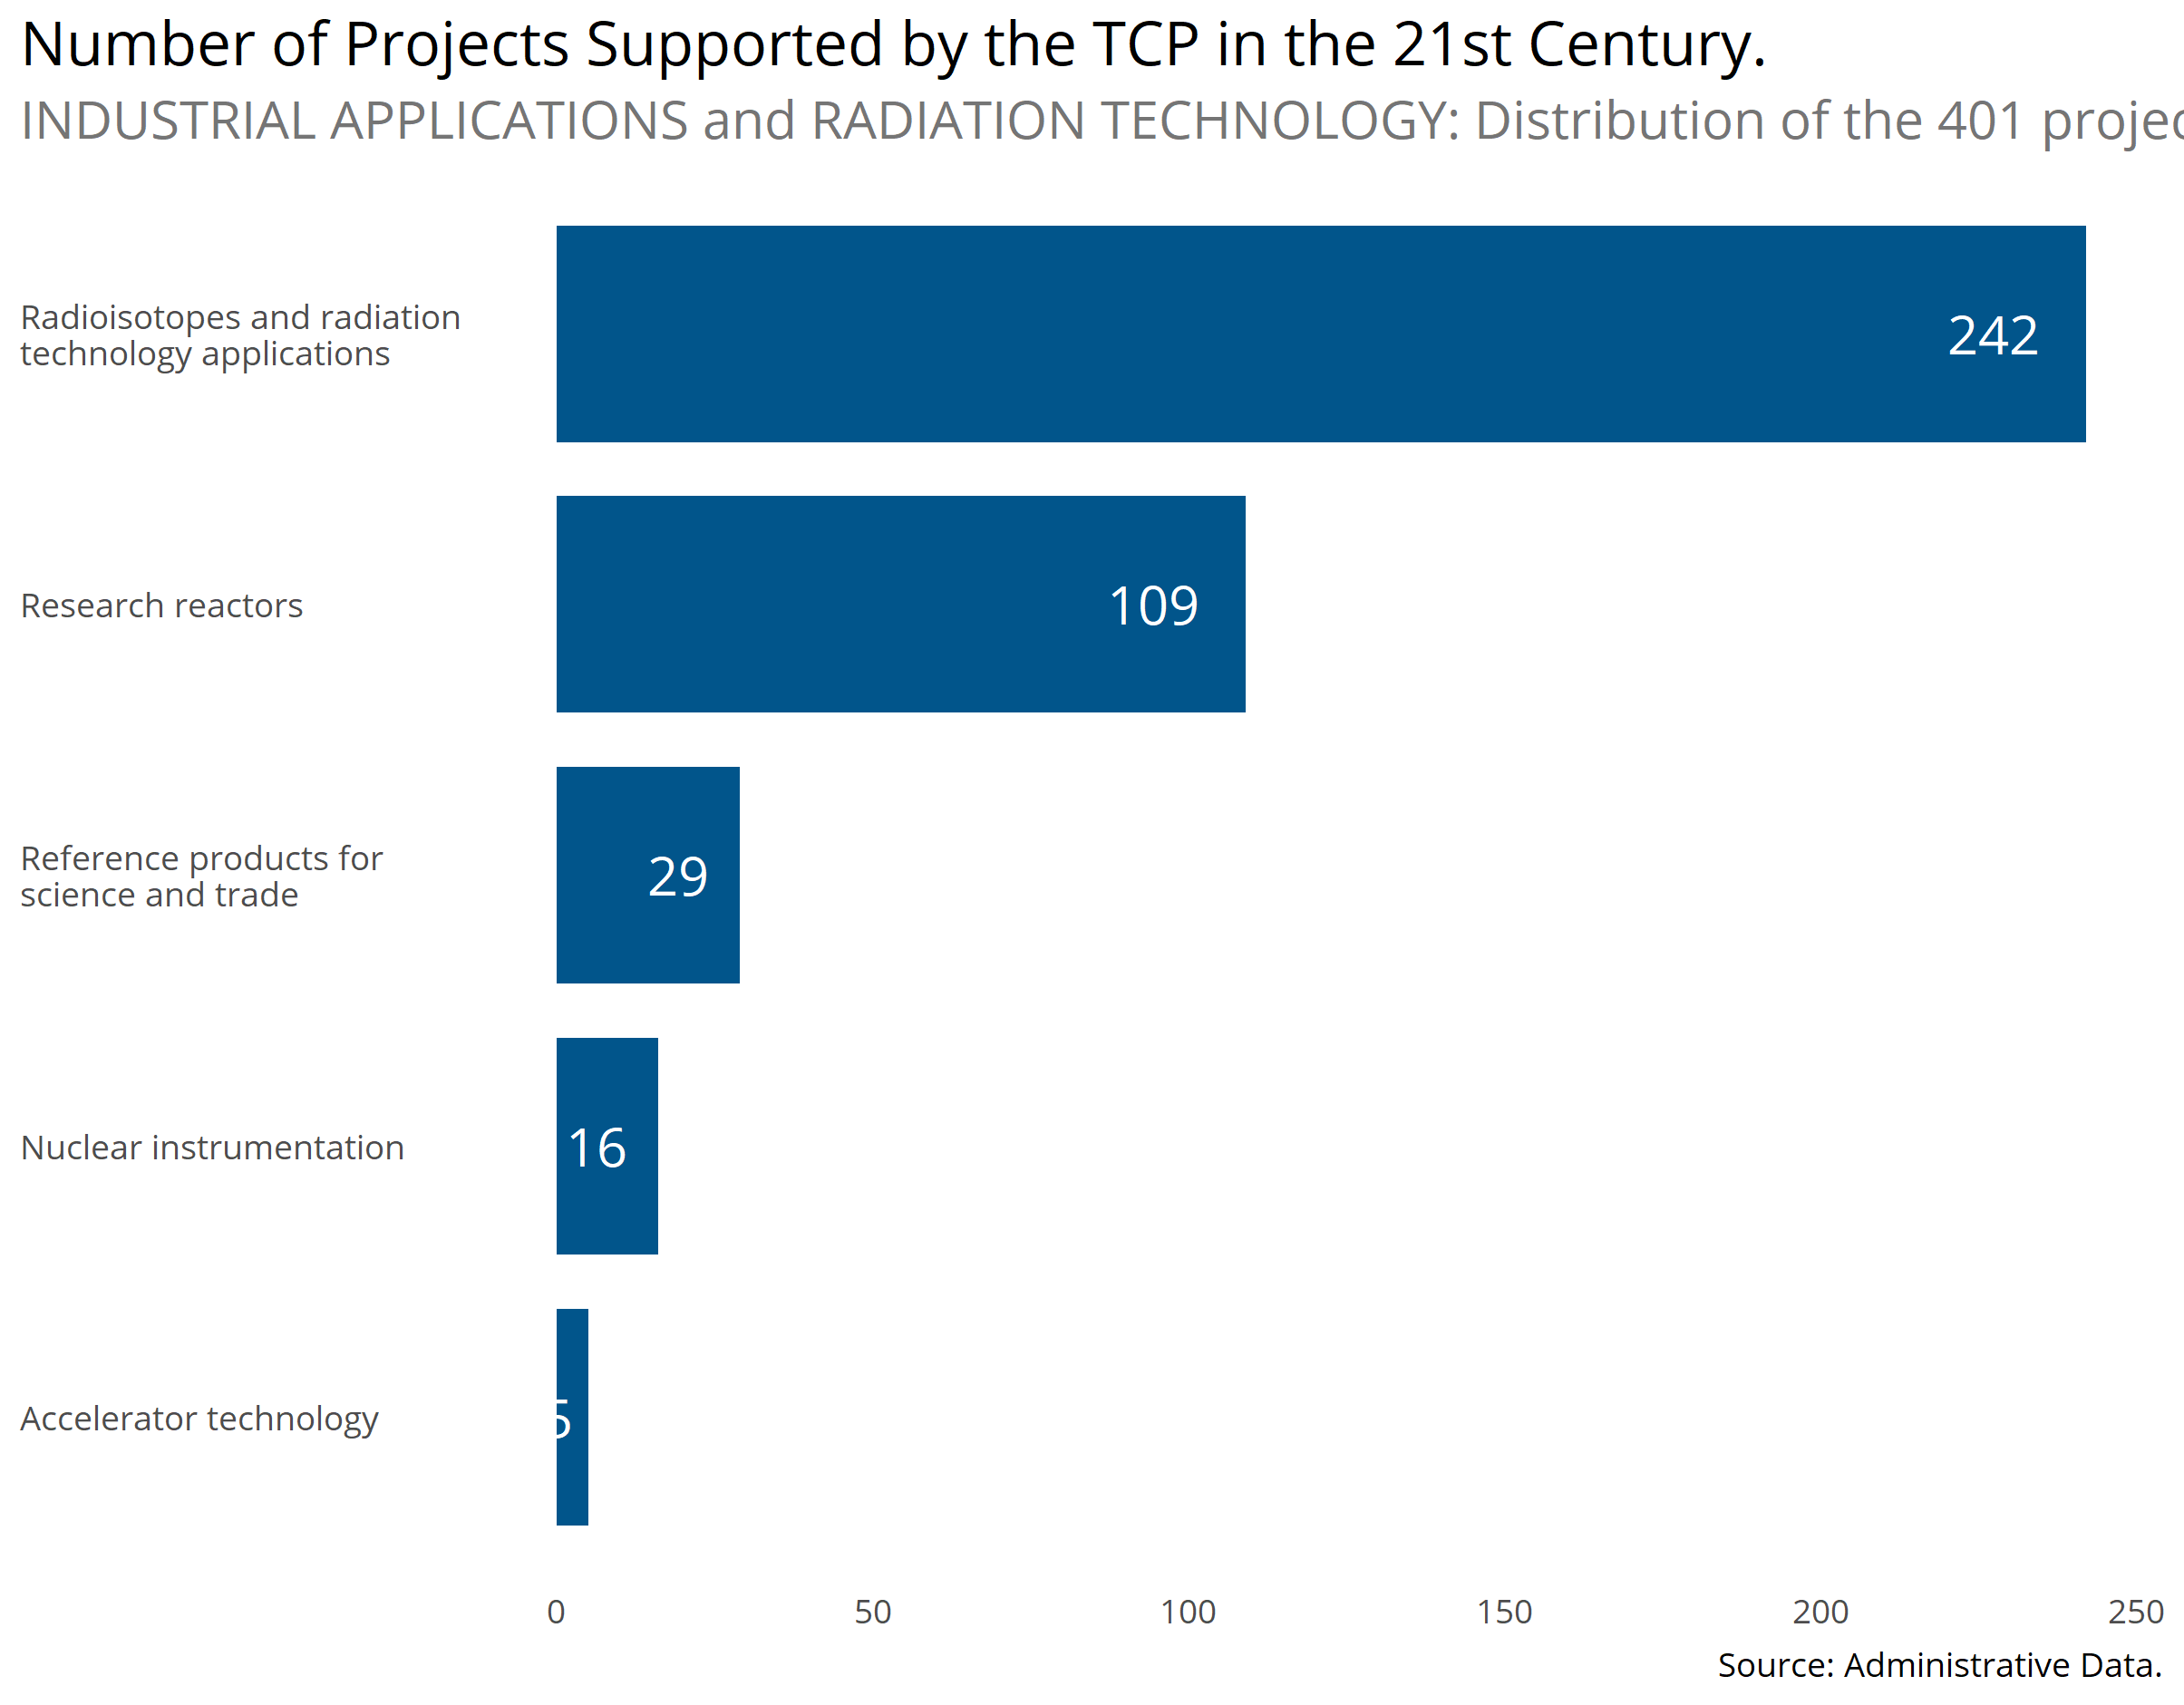 Number of Projects Supported by the TCP in the 21st Century.
INDUSTRIAL APPLICATIONS and RADIATION TECHNOLOGY: Distribution of the 401
Radioisotopes and radiation
technology applications
242
Research reactors
109
Reference products for
science and trade
29
Nuclear instrumentation
16
Accelerator technology
5
0 50 100 150 200 250
Source: Administrative Data.